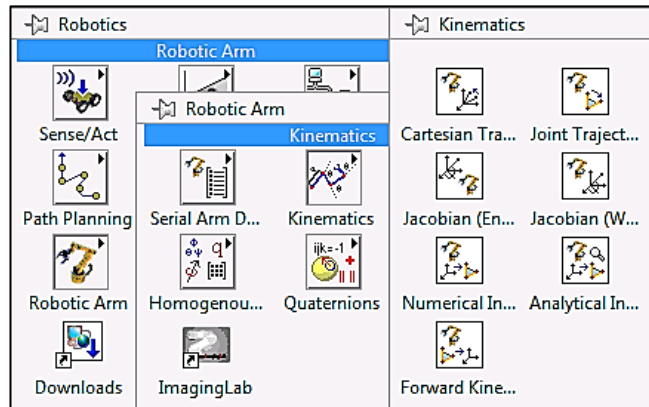 Robotics
Robotic Arm
Sense/Act
Path Planning
Robotic Arm
Downloads
Robotic Arm
Kinematics
Serial Arm D...
Kinematics
θψ q
ijk=-1
Homogenou...
Quaternions
ImagingLab
Kinematics
Cartesian Tra...
Joint Traject...
Jacobian (En...
Jacobian (W...
Numerical In...
Analytical In...
Forward Kine...